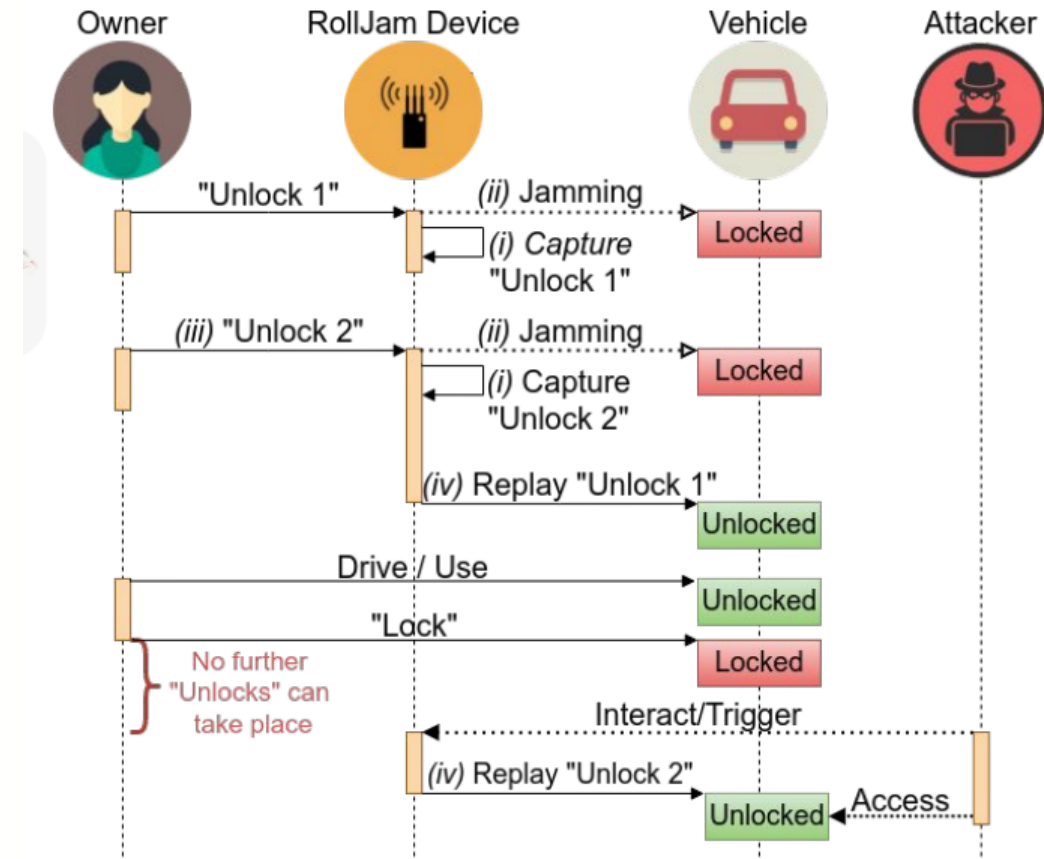 Owner
RollJam Device
Vehicle
Attacker
"Unlock 1"
(ii) Jamming
Locked
(i) Capture
"Unlock 1"
(iii) "Unlock 2"
(ii) Jamming
Locked
(i) Capture
"Unlock 2"
(iv) Replay "Unlock 1"
Unlocked
Drive / Use
Unlocked
"Lock"
Locked
No further
"Unlocks" can
take place
Interact/Trigger
(iv) Replay "Unlock 2"
Unlocked
Access